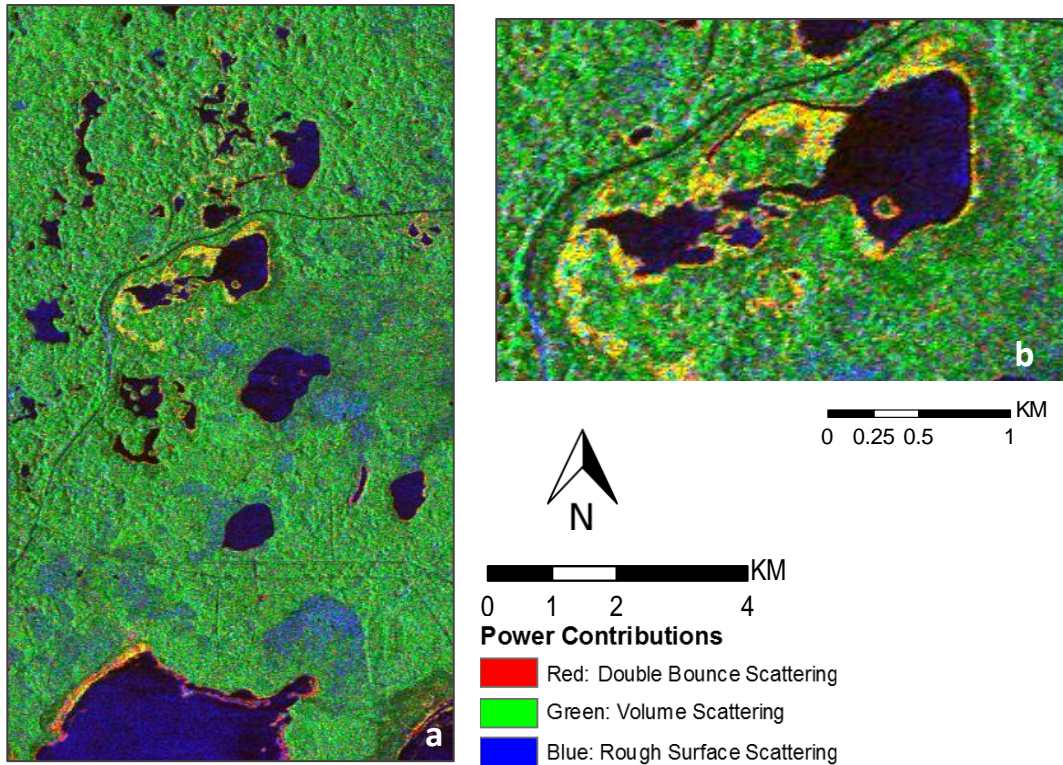 a
b
KM
0 0.25 0.5 1
N
KM
0 1 2 4
Power Contributions
Red: Double Bounce Scattering
Green: Volume Scattering
Blue: Rough Surface Scattering